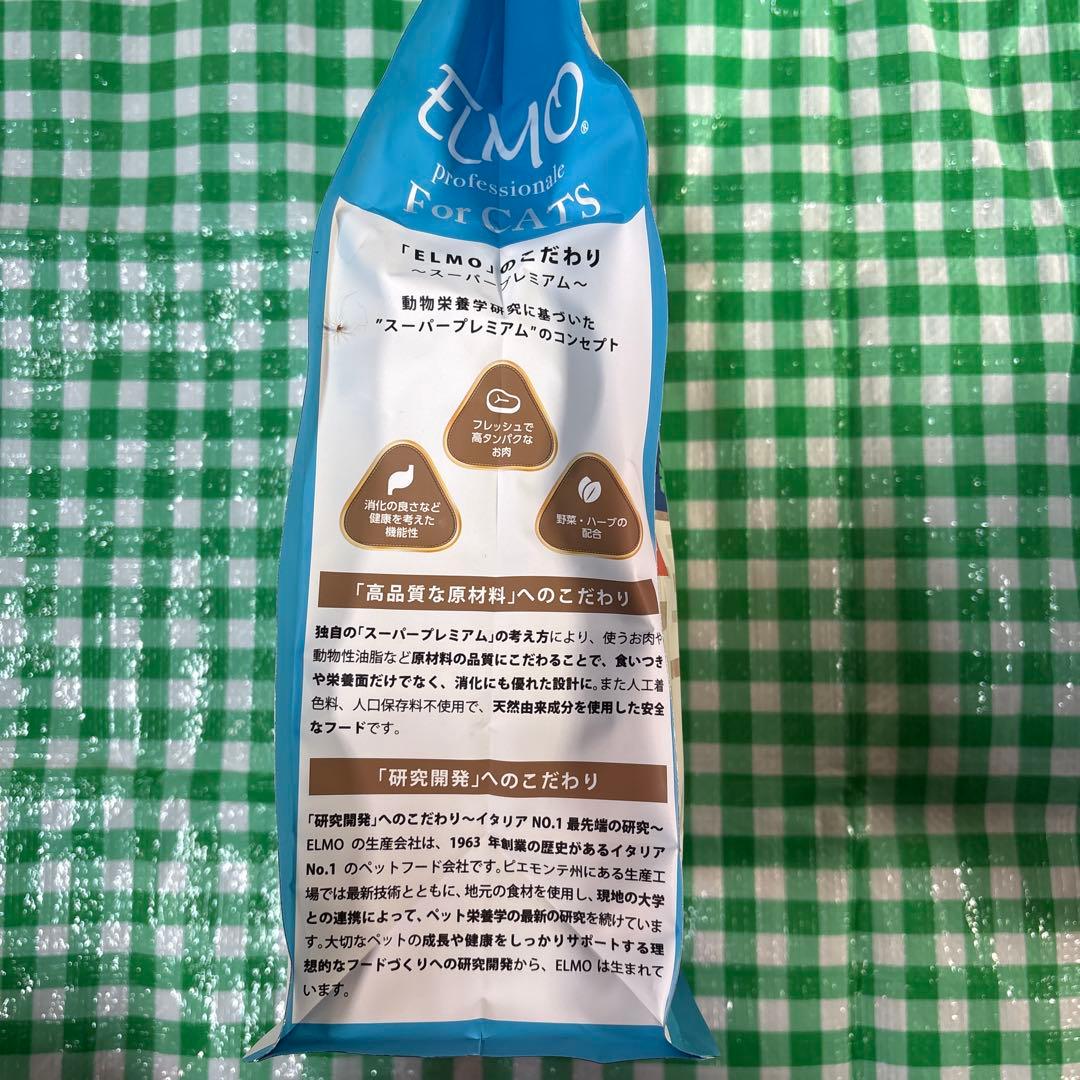 ELMO®
professionale
For CATS
「ELMO」のこだわり
～スーパープレミアム～
動物栄養学研究に基づいた
"スーパープレミアム"のコンセプト
フレッシュで
高タンパクな
お肉
消化の良さなど
健康を考えた
機能性
野菜・ハーブの
配合
「高品質な原材料」へのこだわり
独自の「スーパープレミアム」の考え方により、使うお肉や
動物性油脂など原材料の品質にこだわることで、食いつき
や栄養面だけでなく、消化にも優れた設計に。また人工着
色料、人口保存料不使用で、天然由来成分を使用した安全
なフードです。
「研究開発」へのこだわり
「研究開発」へのこだわり～イタリア NO.1 最先端の研究～
ELMO の生産会社は、1963 年創業の歴史があるイタリア
No.1 のペットフード会社です。ピエモンテ州にある生産工
場では最新技術とともに、地元の食材を使用し、現地の大学
との連携によって、ペット栄養学の最新の研究を続けていま
す。大切なペットの成長や健康をしっかりサポートする理
想的なフードづくりへの研究開発から、ELMO は生まれて
います。